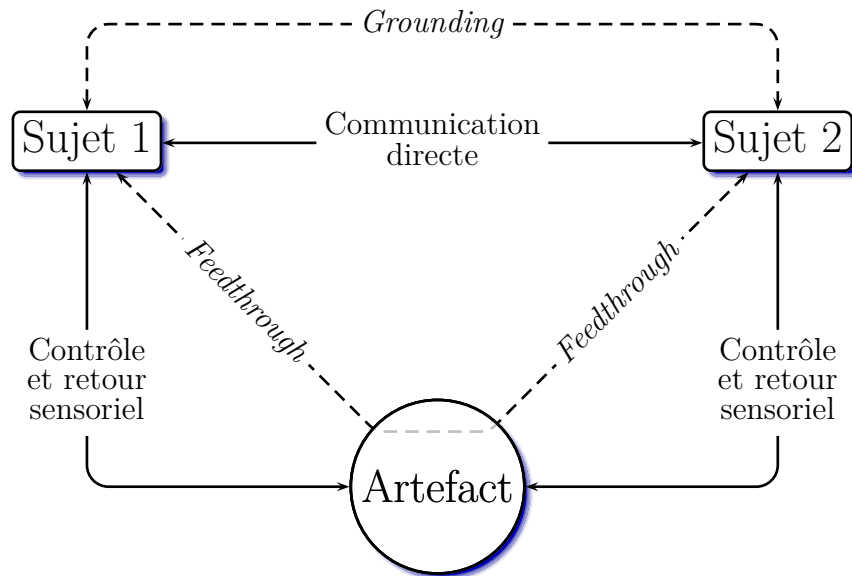 Grounding
Sujet 1
Communication
directe
Sujet 2
Feedthrough
Feedthrough
Contrôle
et retour
sensoriel
Contrôle
et retour
sensoriel
Artefact